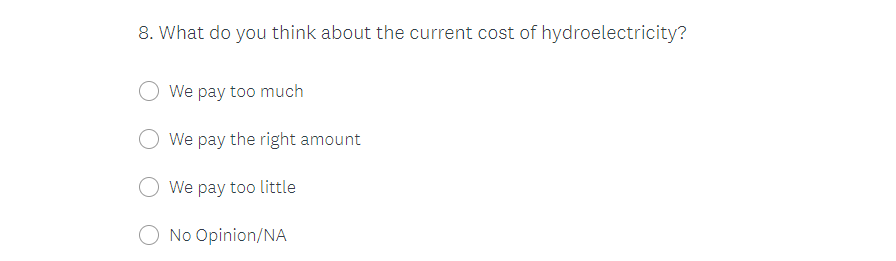 8. What do you think about the current cost of hydroelectricity?
We pay too much
We pay the right amount
We pay too little
No Opinion/NA